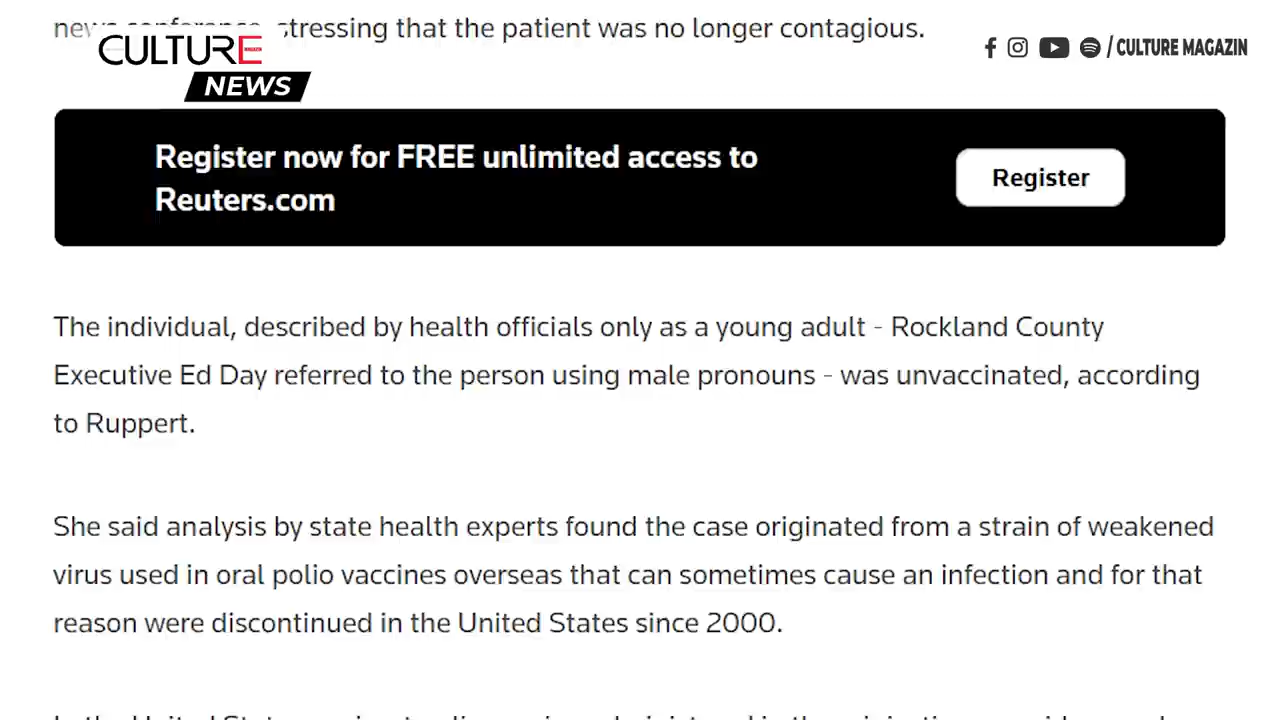 stressing that the patient was no longer contagious.
CULTURE
NEWS
/ CULTURE MAGAZIN
Register now for FREE unlimited access to
Reuters.com
Register
The individual, described by health officials only as a young adult - Rockland County
Executive Ed Day referred to the person using male pronouns - was unvaccinated, according
to Ruppert.
She said analysis by state health experts found the case originated from a strain of weakened
virus used in oral polio vaccines overseas that can sometimes cause an infection and for that
reason were discontinued in the United States since 2000.